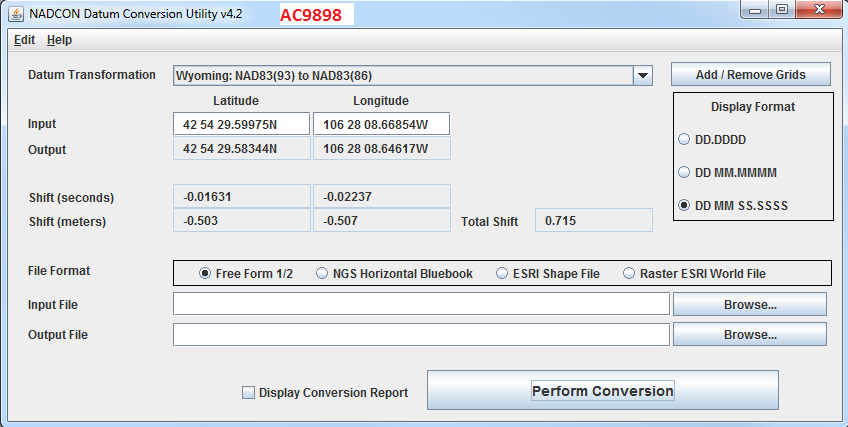 NADCON Datum Conversion Utility v4.2 AC9898
Edit Help
Datum Transformation Wyoming: NAD83(93) to NAD83(86) Add / Remove Grids
Latitude Longitude Display Format
Input 42 54 29.59975N 106 28 08.66854W
DD.DDDD
Output 42 54 29.58344N 106 28 08.64617W
DD MM.MMMM
Shift (seconds) -0.01631 -0.02237
DD MM SS.SSSS
Shift (meters) -0.503 -0.507 Total Shift 0.715
File Format Free Form 1/2 NGS Horizontal Bluebook ESRI Shape File Raster ESRI World File
Input File Browse...
Output File Browse...
Display Conversion Report Perform Conversion